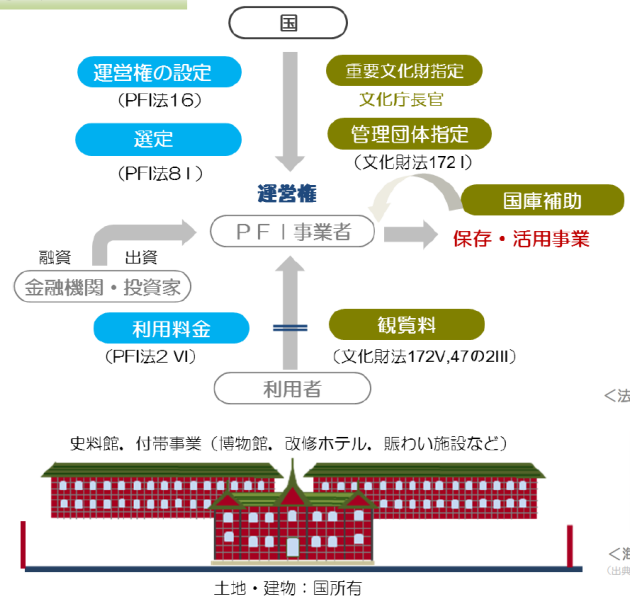 国
運営権の設定
(PFI法16)
重要文化財指定
文化庁長官
選定
(PFI法8Ⅰ)
管理団体指定
(文化財法172Ⅰ)
運営権
国庫補助
PFI事業者
保存・活用事業
融資 出資
金融機関・投資家
利用料金
(PFI法2 Ⅵ)
観覧料
(文化財法172Ⅴ,47の2Ⅲ)
利用者
<法
史料館，付帯事業（博物館，改修ホテル，賑わい施設など）
土地・建物：国所有